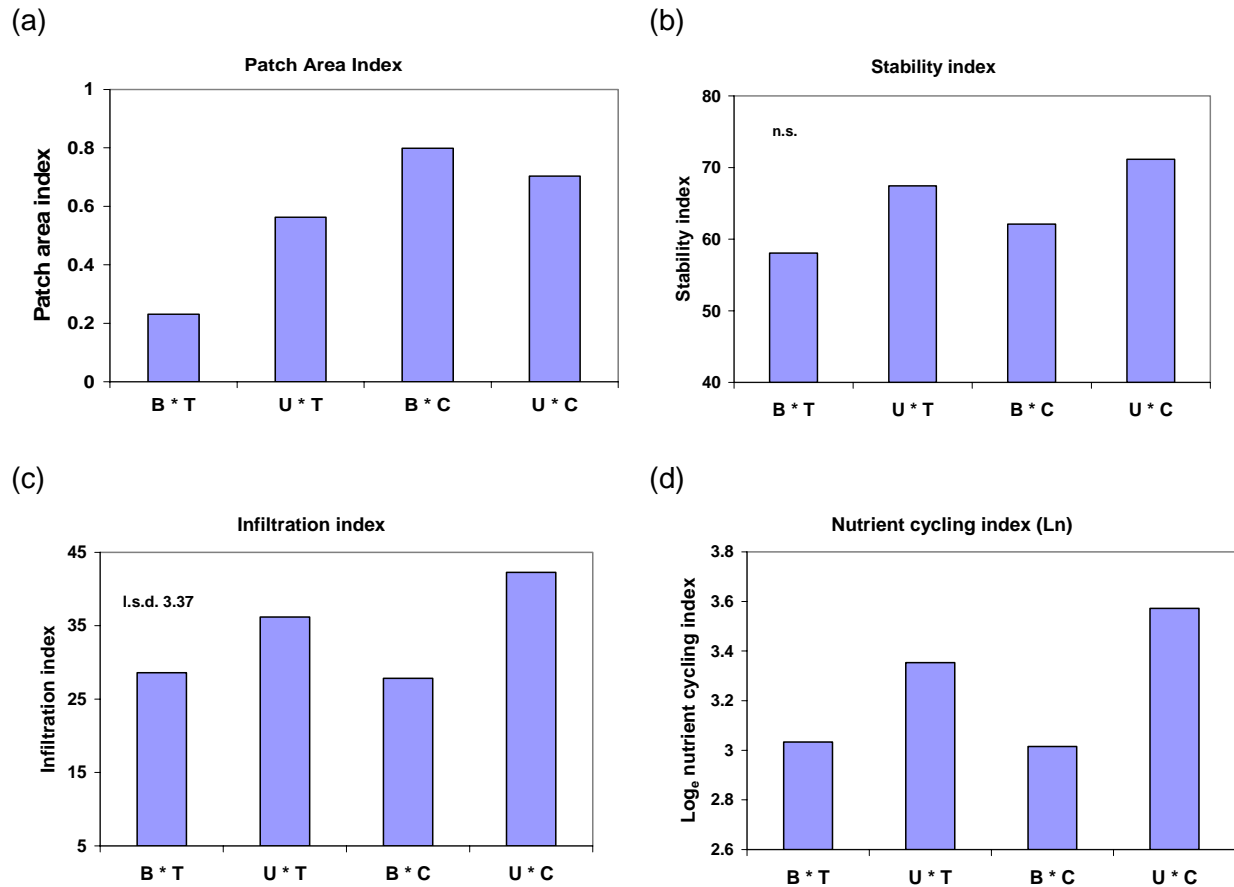 (a)
Patch Area Index
Patch area index
1
0.8
0.6
0.4
0.2
0
B * T U * T B * C U * C
(b)
Stability index
Stability index
80
70
60
50
40
n.s.
B * T U * T B * C U * C
(c)
Infiltration index
Infiltration index
45
35
25
15
5
l.s.d. 3.37
B * T U * T B * C U * C
(d)
Nutrient cycling index (Ln)
Logₑ nutrient cycling index
3.8
3.6
3.4
3.2
3
2.8
2.6
B * T U * T B * C U * C